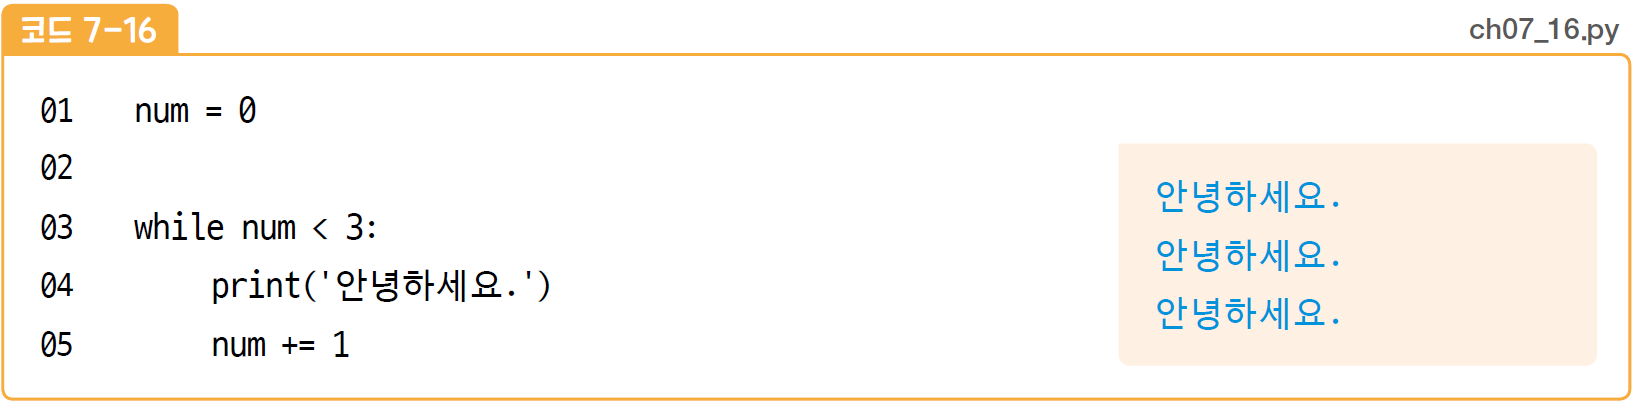 코드 7-16
ch07_16.py
01 num = 0
02
03 while num < 3:
04     print('안녕하세요.')
05     num += 1
안녕하세요.
안녕하세요.
안녕하세요.